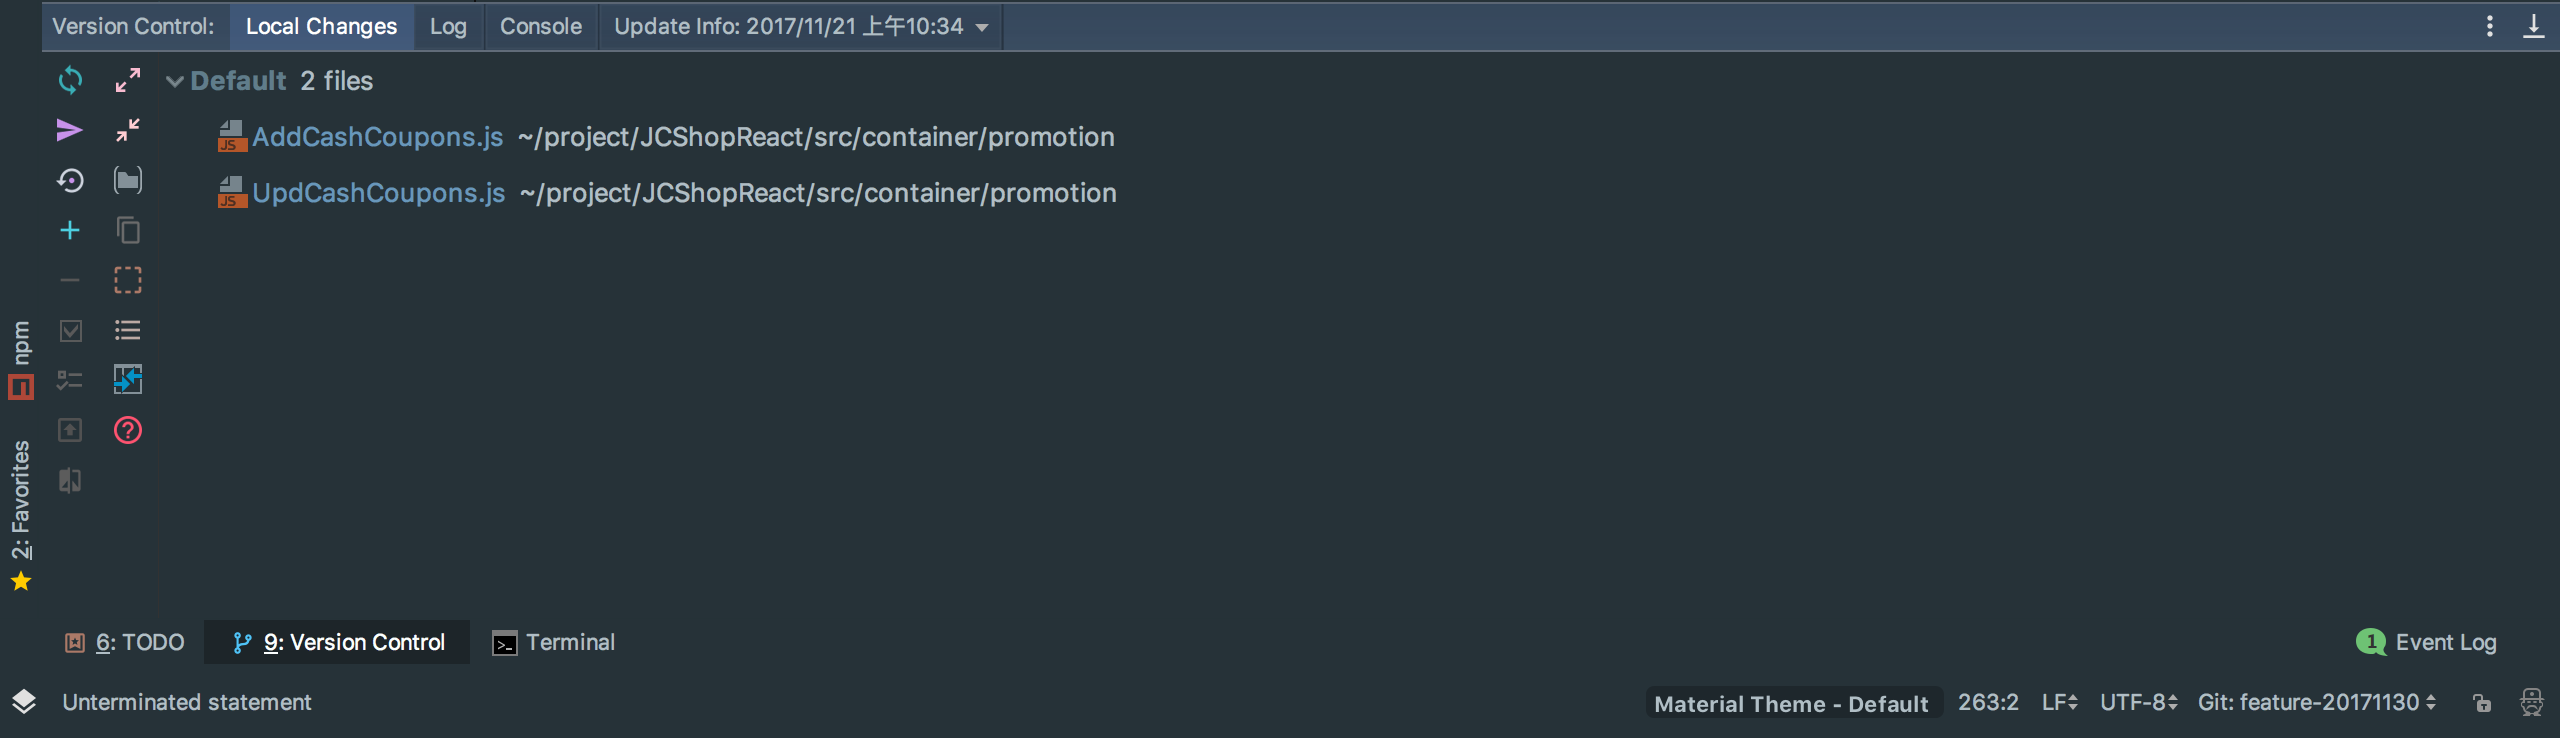 Version Control: Local Changes Log Console Update Info: 2017/11/21 上午10:34
Default 2 files
JS AddCashCoupons.js ~/project/JCShopReact/src/container/promotion
JS UpdCashCoupons.js ~/project/JCShopReact/src/container/promotion
npm
2: Favorites
6: TODO 9: Version Control Terminal 1 Event Log
Unterminated statement Material Theme - Default 263:2 LF UTF-8 Git: feature-20171130